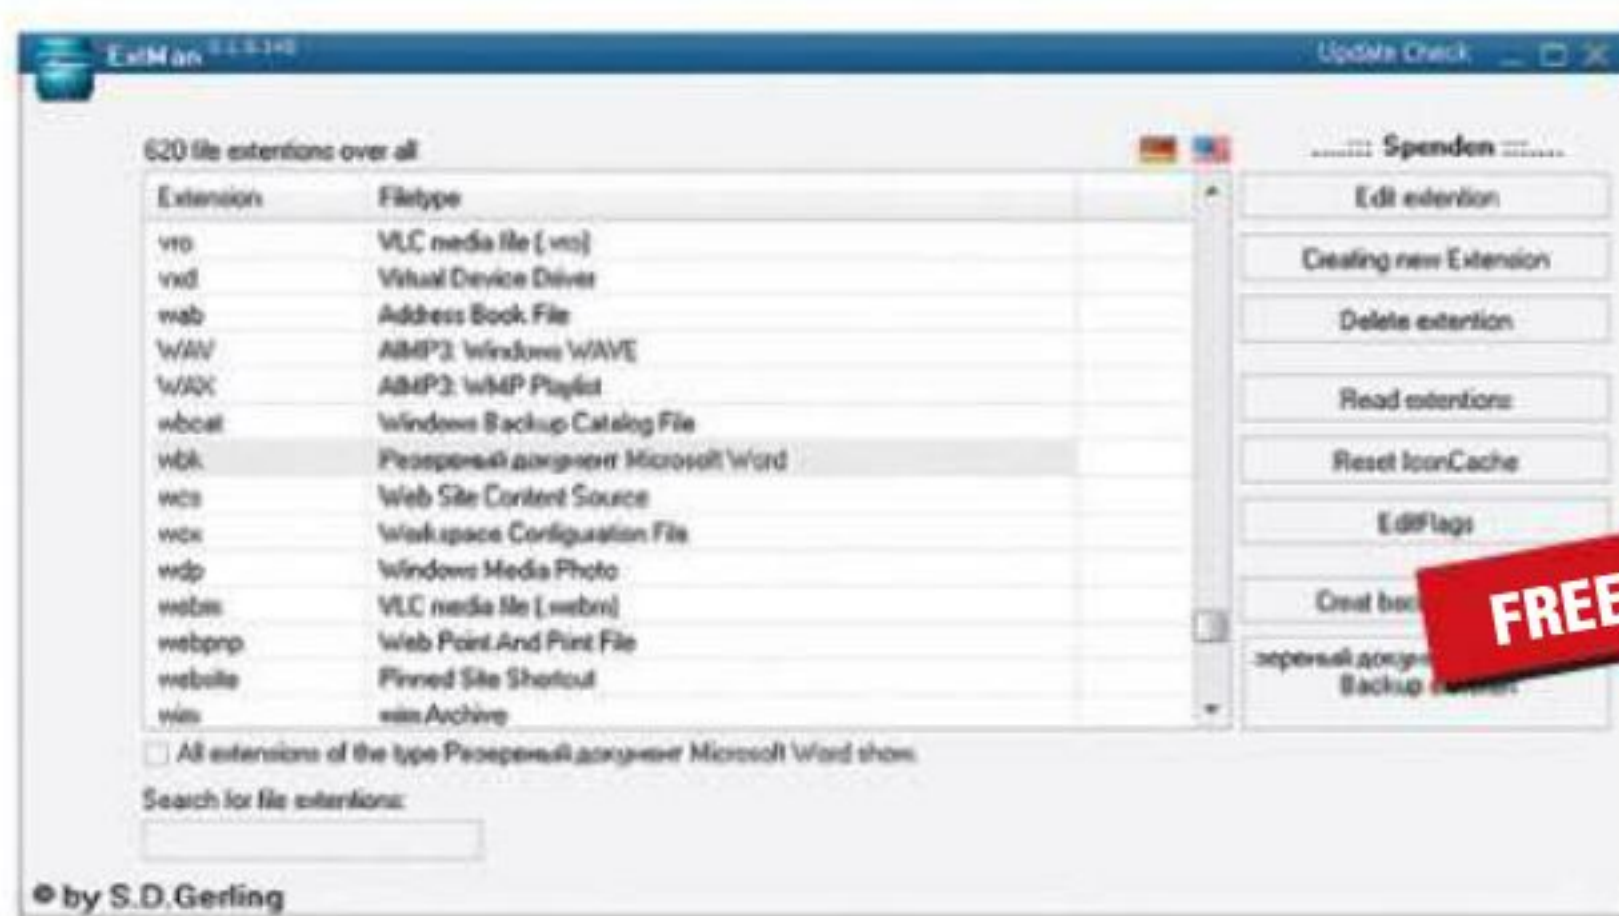 ExtMan
Update Check
620 file extentions over all
....::: Spenden :::....
Extension Filetype
Edit extention
vro VLC media file (.vro)
Creating new Extension
vxd Virtual Device Driver
wab Address Book File
Delete extention
WAV AIMP3: Windows WAVE
WAX AIMP3: WMP Playlist
Read extentions
wbcat Windows Backup Catalog File
wbk Резервный документ Microsoft Word
Reset IconCache
wcs Web Site Content Source
wcx Workspace Configuration File
EditFlags
wdp Windows Media Photo
webm VLC media file (.webm)
Creat
FREE
webpnp Web Point And Print File
website Pinned Site Shortcut
Backup
wim wim Archive
All extensions of the type Резервный документ Microsoft Word show.
Search for file extentions:
© by S.D.Gerling